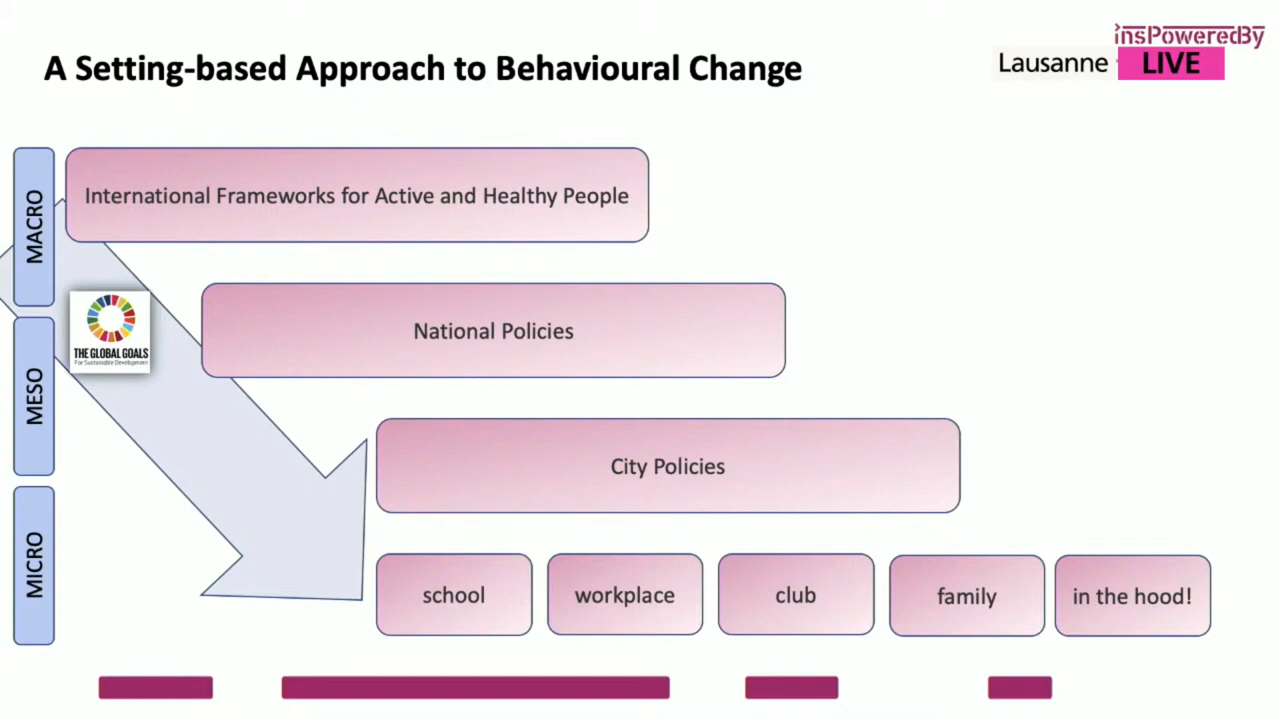 insPoweredBy
A Setting-based Approach to Behavioural Change
Lausanne
LIVE
MACRO
International Frameworks for Active and Healthy People
THE GLOBAL GOALS
For Sustainable Development
National Policies
MESO
City Policies
MICRO
school
workplace
club
family
in the hood!